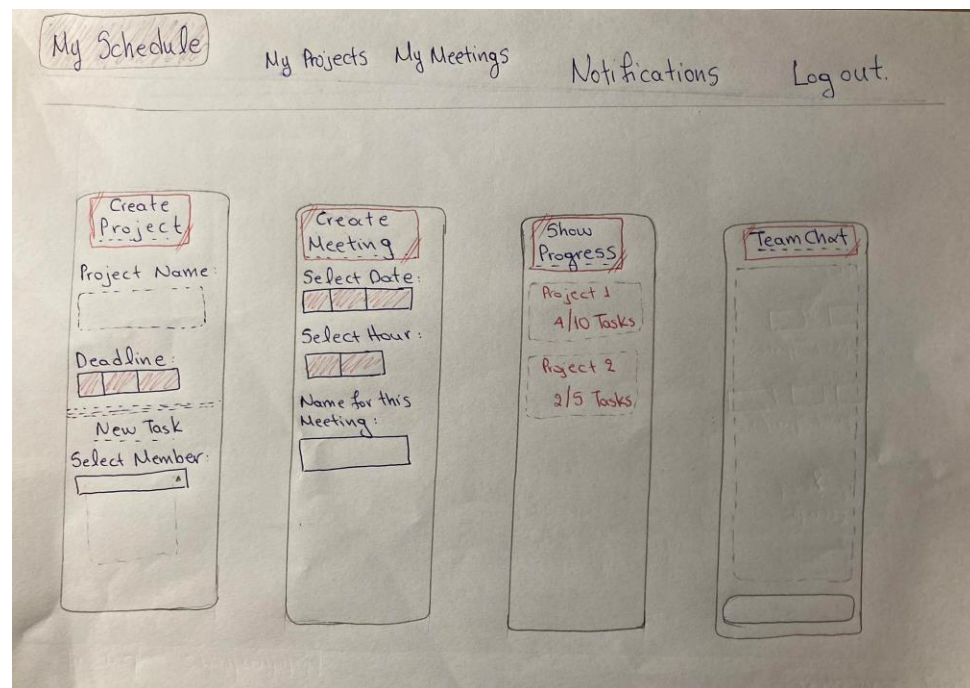 My Schedule
My Projects
My Meetings
Notifications
Log out.
Create
Project
Project Name:
Deadline:
New Task
Select Member:
Create
Meeting
Select Date:
Select Hour:
Name for this
Meeting:
Show
Progress
Project 1
4/10 Tasks
Project 2
2/5 Tasks
Team Chat